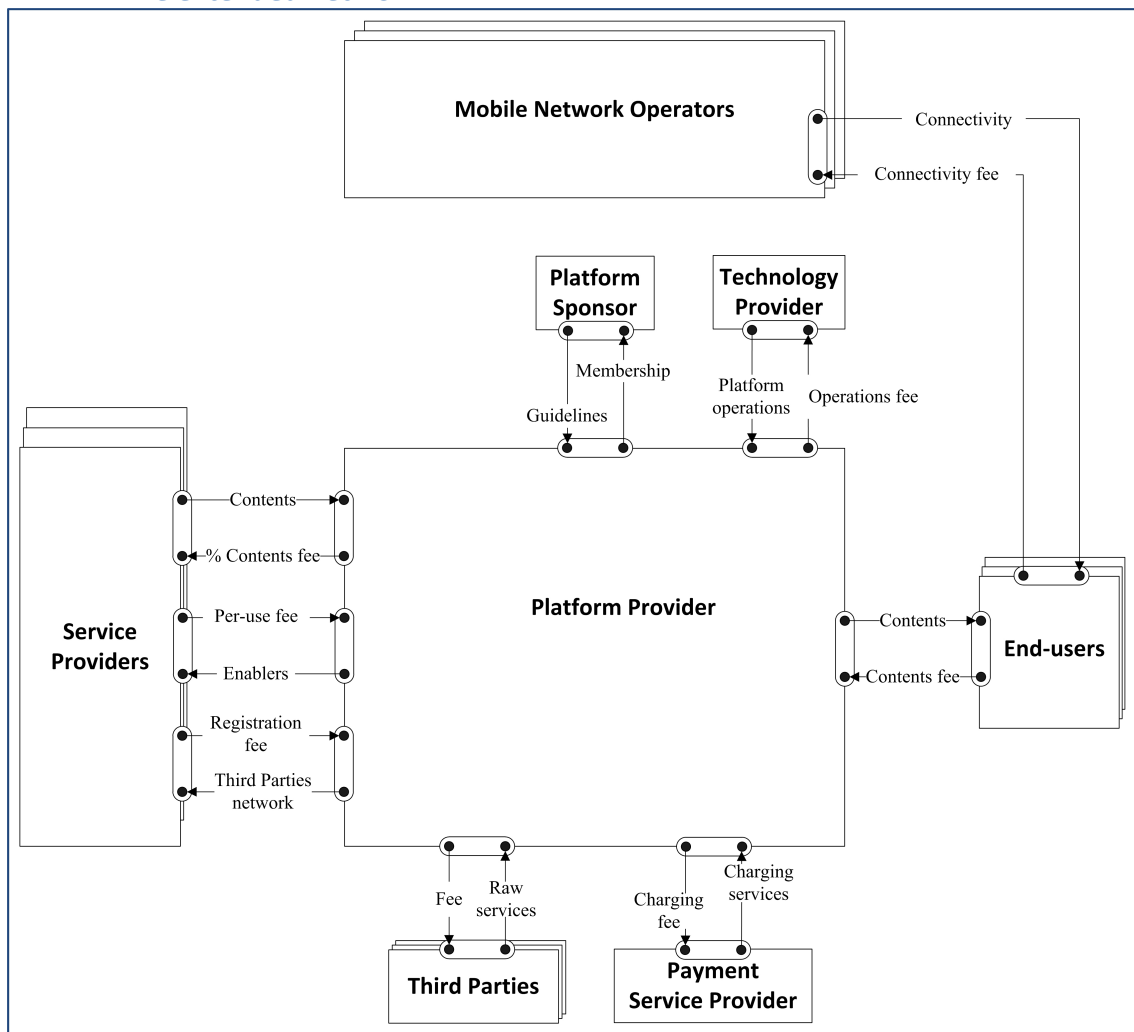 Mobile Network Operators
Connectivity
Connectivity fee
Platform
Sponsor
Technology
Provider
Membership
Guidelines
Platform
operations
Operations fee
Contents
% Contents fee
Per-use fee
Enablers
Registration
fee
Third Parties
network
Service
Providers
Platform Provider
Contents
Contents fee
End-users
Fee
Raw
services
Charging
fee
Charging
services
Third Parties
Payment
Service Provider